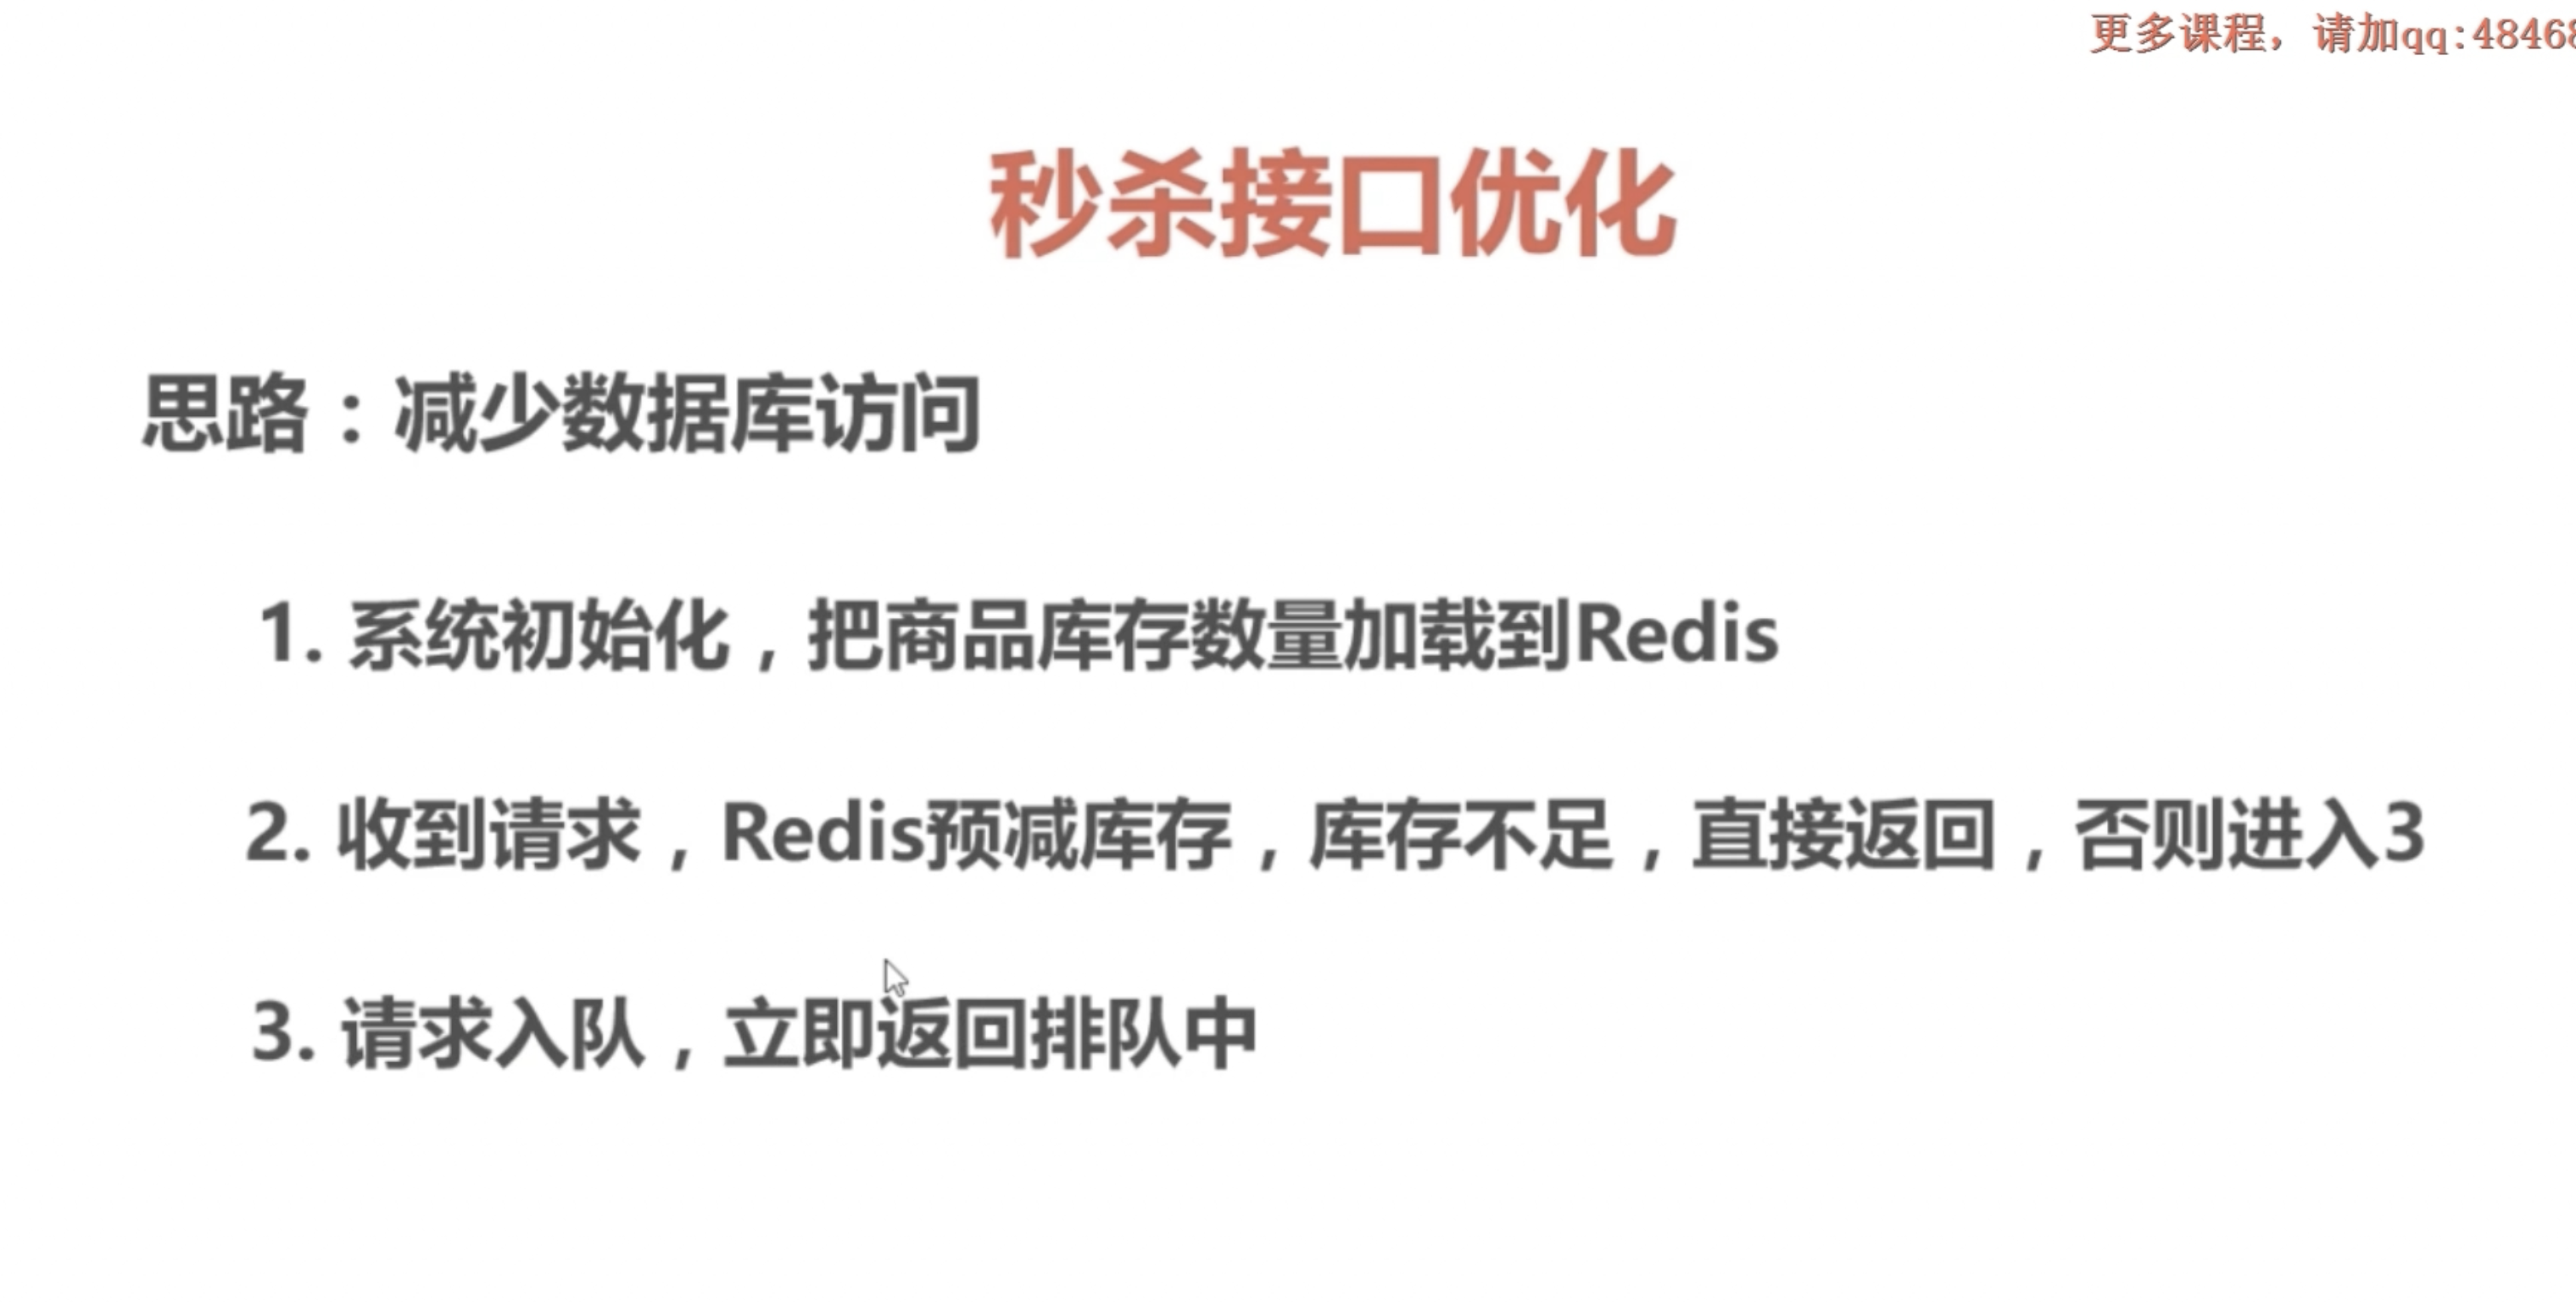 更多课程，请加qq:48468
秒杀接口优化
思路：减少数据库访问
1. 系统初始化，把商品库存数量加载到Redis
2. 收到请求，Redis预减库存，库存不足，直接返回，否则进入3
3. 请求入队，立即返回排队中